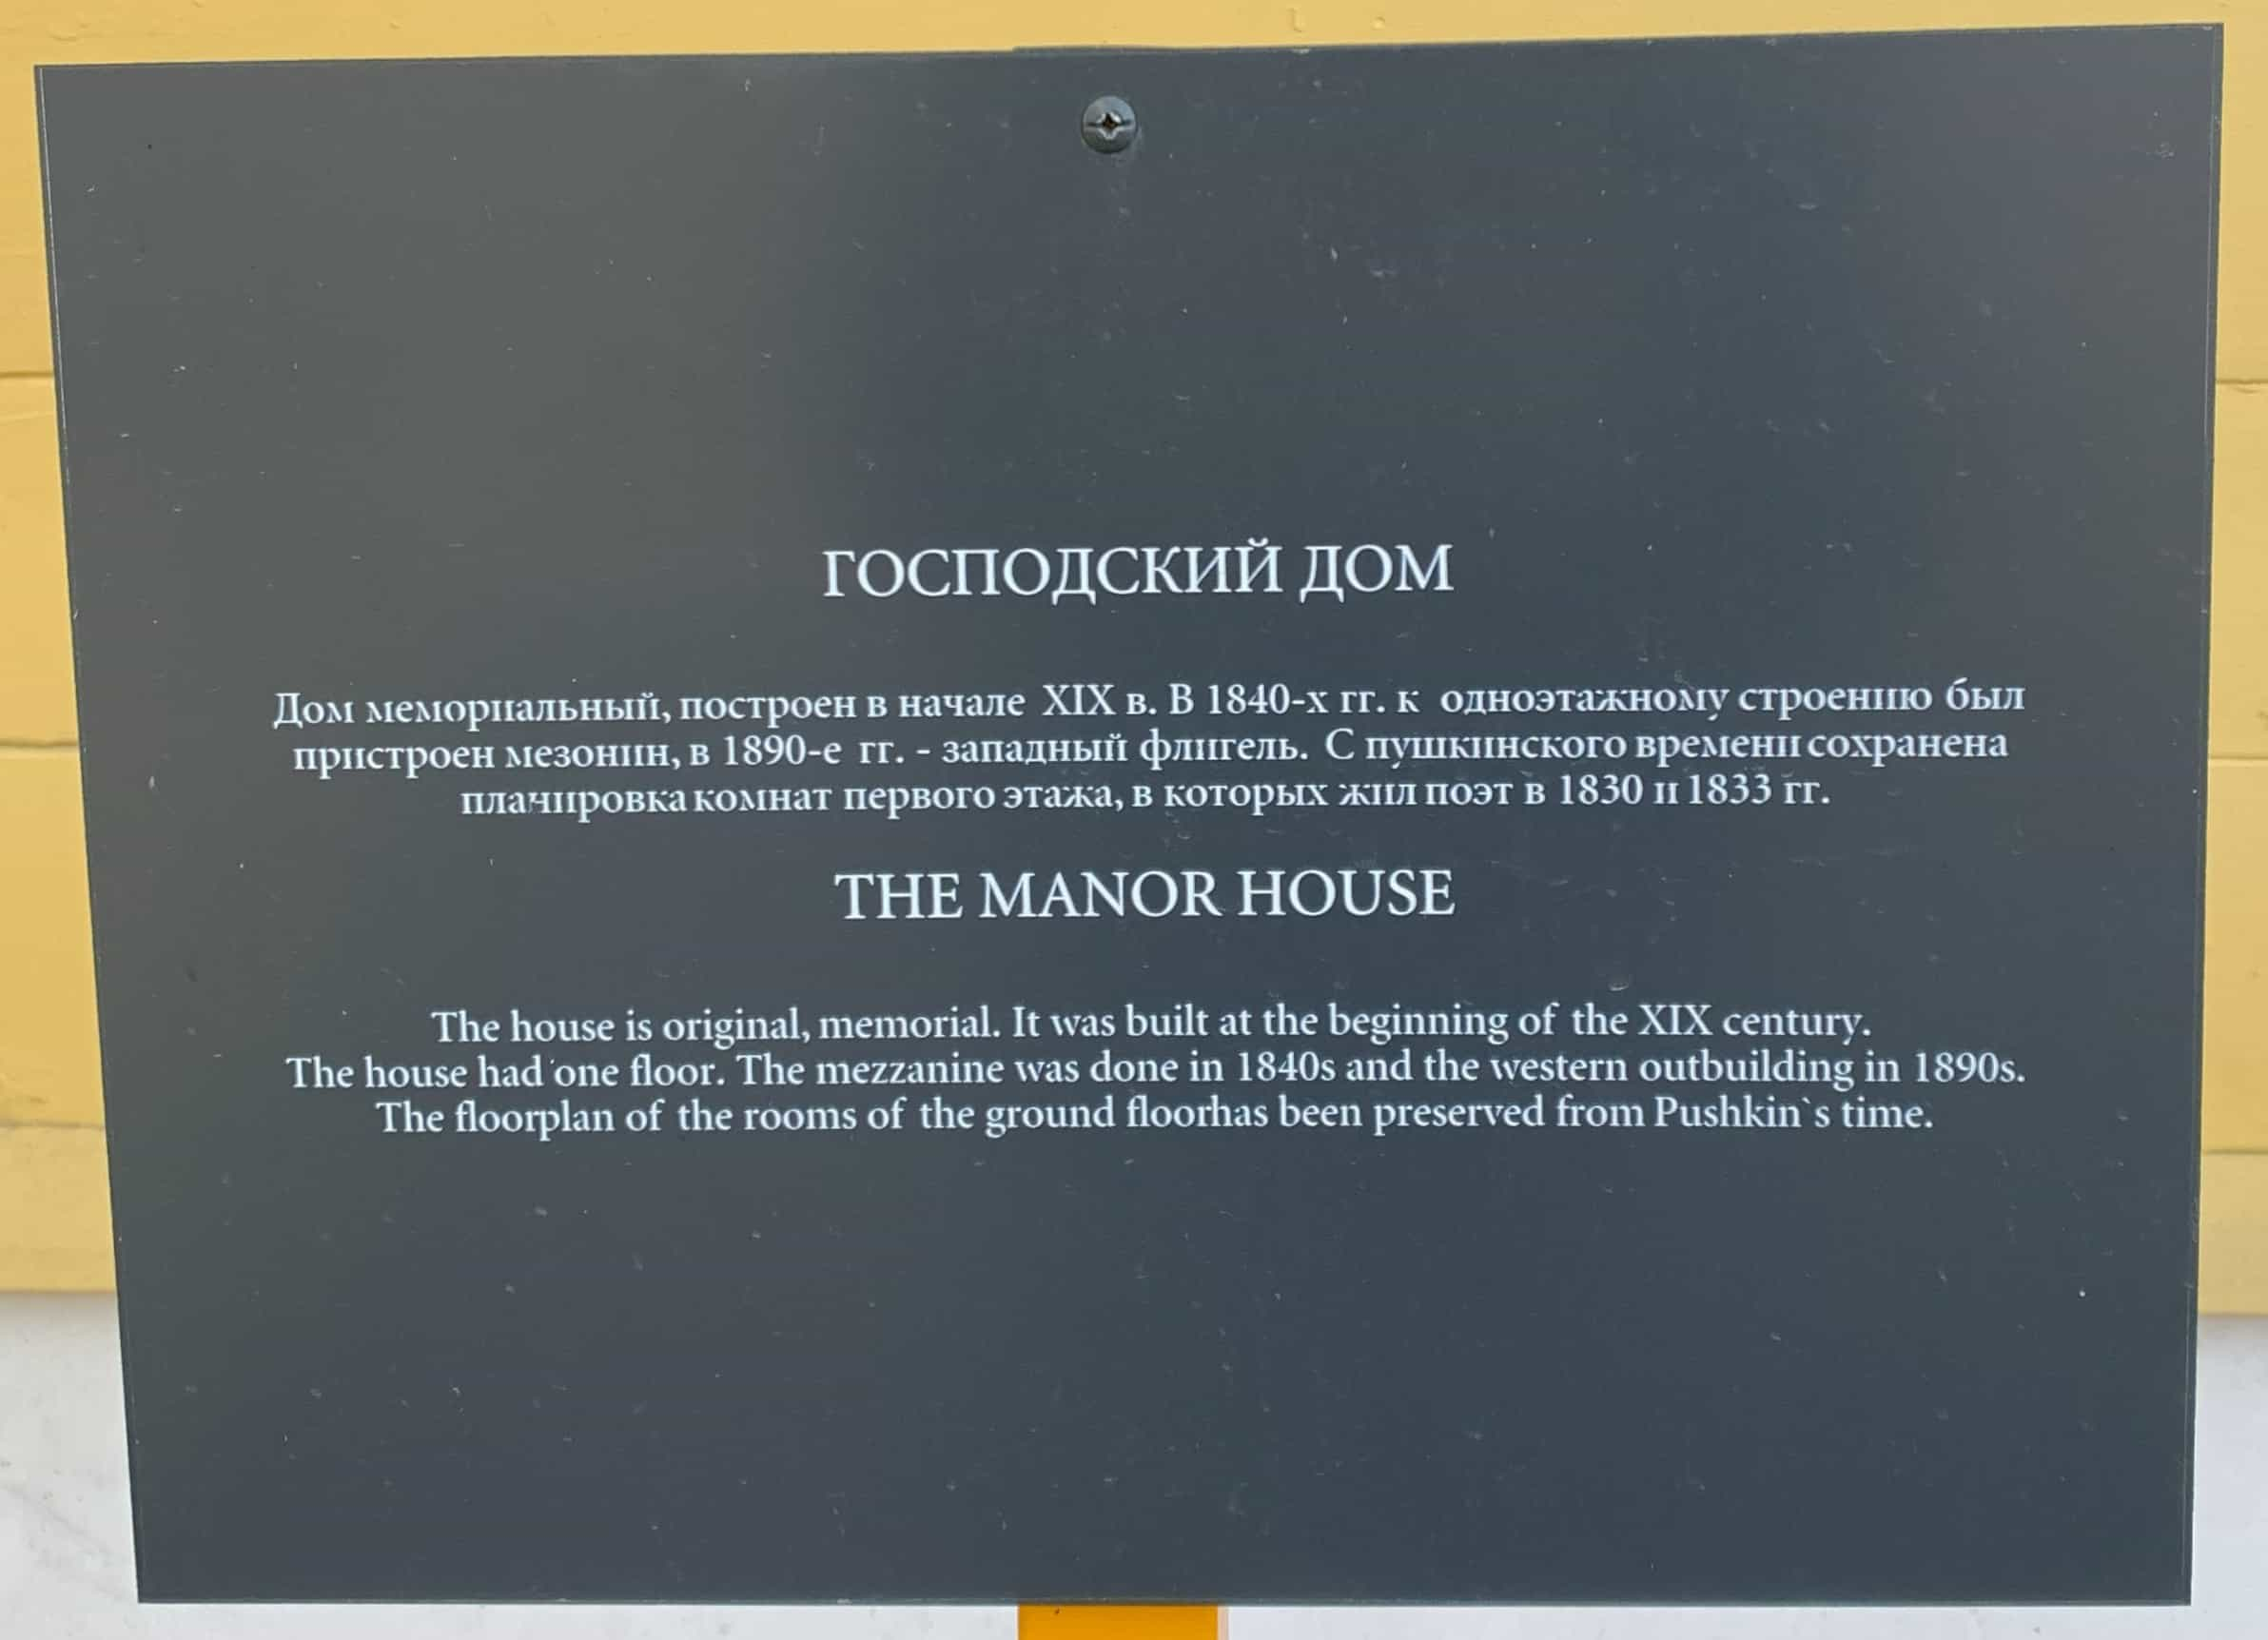 ГОСПОДСКИЙ ДОМ
Дом мемориальный, построен в начале XIX в. В 1840-х гг. к одноэтажному строению был
пристроен мезонин, в 1890-е гг. - западный флигель. С пушкинского времени сохранена
планировка комнат первого этажа, в которых жил поэт в 1830 и 1833 гг.
THE MANOR HOUSE
The house is original, memorial. It was built at the beginning of the XIX century.
The house had one floor. The mezzanine was done in 1840s and the western outbuilding in 1890s.
The floorplan of the rooms of the ground floorhas been preserved from Pushkin`s time.